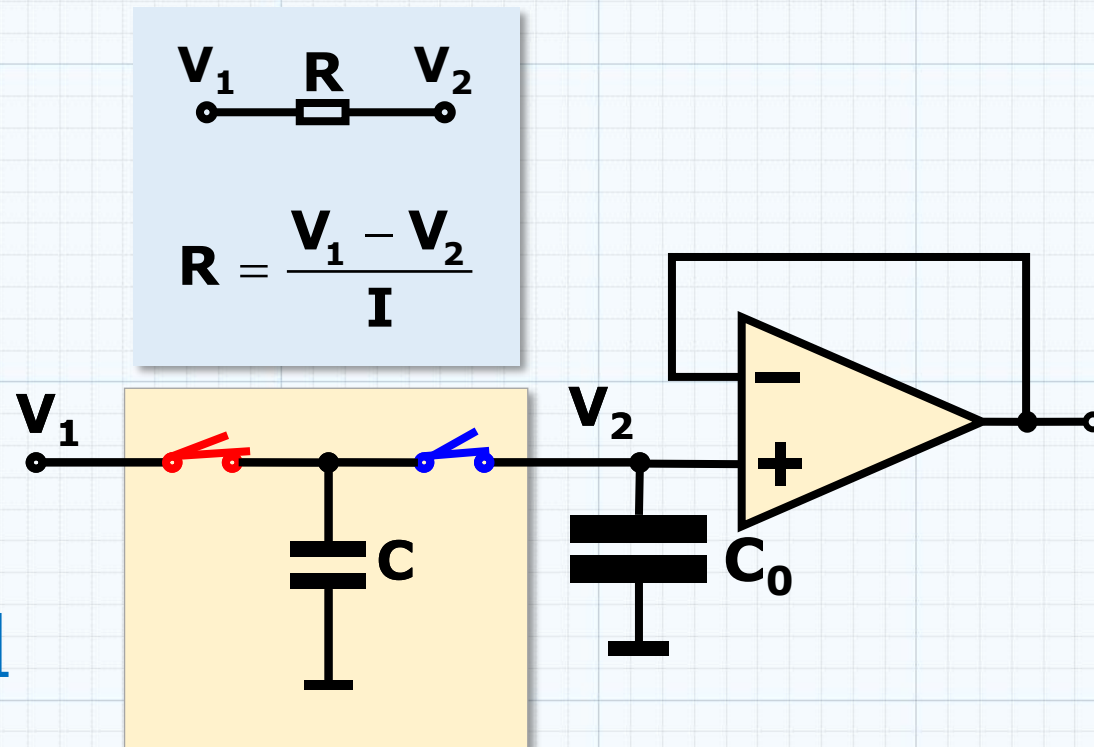 V₁ R V₂
R = (V₁ − V₂) / I
V₁
V₂
−
+
C
C₀